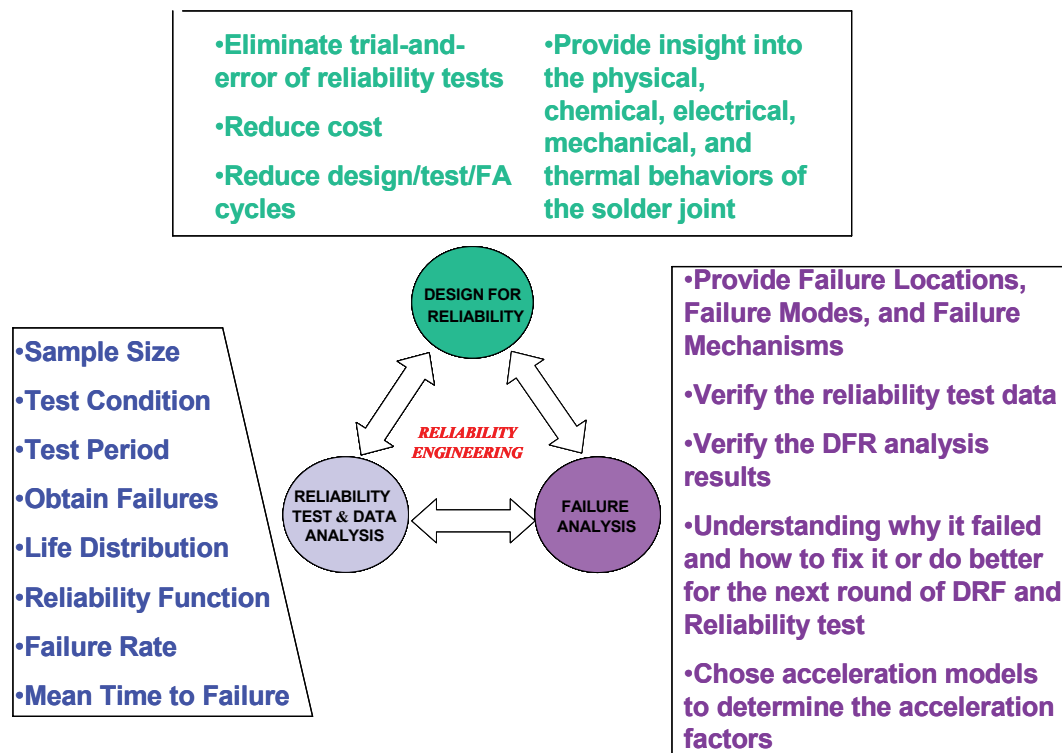 •Eliminate trial-and-
error of reliability tests
•Reduce cost
•Reduce design/test/FA
cycles
•Provide insight into
the physical,
chemical, electrical,
mechanical, and
thermal behaviors of
the solder joint
DESIGN FOR
RELIABILITY
•Sample Size
•Test Condition
•Test Period
•Obtain Failures
•Life Distribution
•Reliability Function
•Failure Rate
•Mean Time to Failure
RELIABILITY
ENGINEERING
RELIABILITY
TEST & DATA
ANALYSIS
FAILURE
ANALYSIS
•Provide Failure Locations,
Failure Modes, and Failure
Mechanisms
•Verify the reliability test data
•Verify the DFR analysis
results
•Understanding why it failed
and how to fix it or do better
for the next round of DRF and
Reliability test
•Chose acceleration models
to determine the acceleration
factors